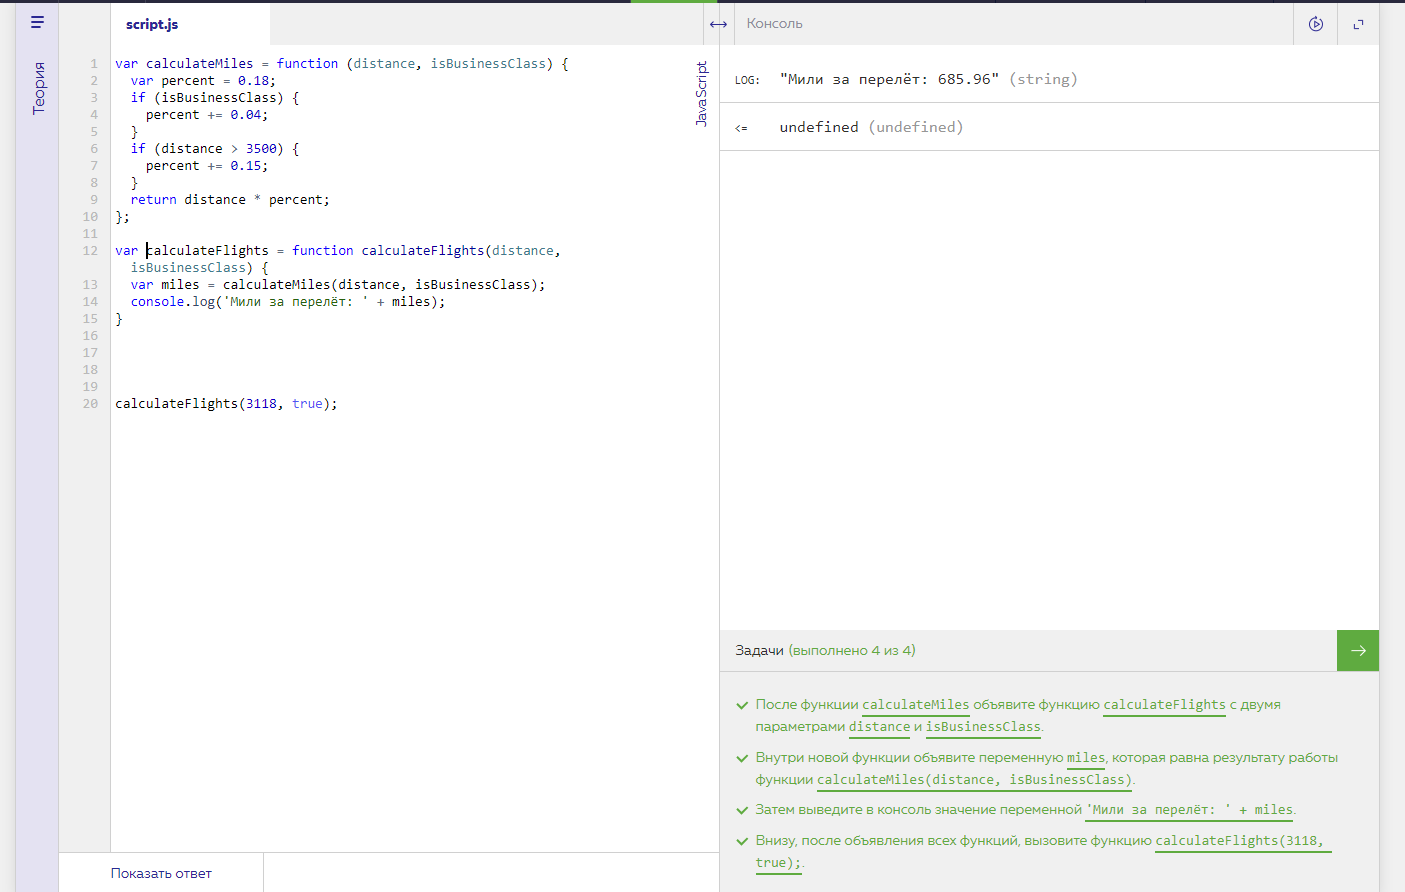 Теория
script.js
1 var calculateMiles = function (distance, isBusinessClass) {
2 var percent = 0.18;
3 if (isBusinessClass) {
4 percent += 0.04;
5 }
6 if (distance > 3500) {
7 percent += 0.15;
8 }
9 return distance * percent;
10 };
11
12 var calculateFlights = function calculateFlights(distance,
isBusinessClass) {
13 var miles = calculateMiles(distance, isBusinessClass);
14 console.log('Мили за перелёт: ' + miles);
15 }
16
17
18
19
20 calculateFlights(3118, true);
JavaScript
Показать ответ
Консоль
LOG: "Мили за перелёт: 685.96" (string)
<= undefined (undefined)
Задачи (выполнено 4 из 4)
После функции calculateMiles объявите функцию calculateFlights с двумя
параметрами distance и isBusinessClass.
Внутри новой функции объявите переменную miles, которая равна результату работы
функции calculateMiles(distance, isBusinessClass).
Затем выведите в консоль значение переменной 'Мили за перелёт: ' + miles.
Внизу, после объявления всех функций, вызовите функцию calculateFlights(3118,
true);.